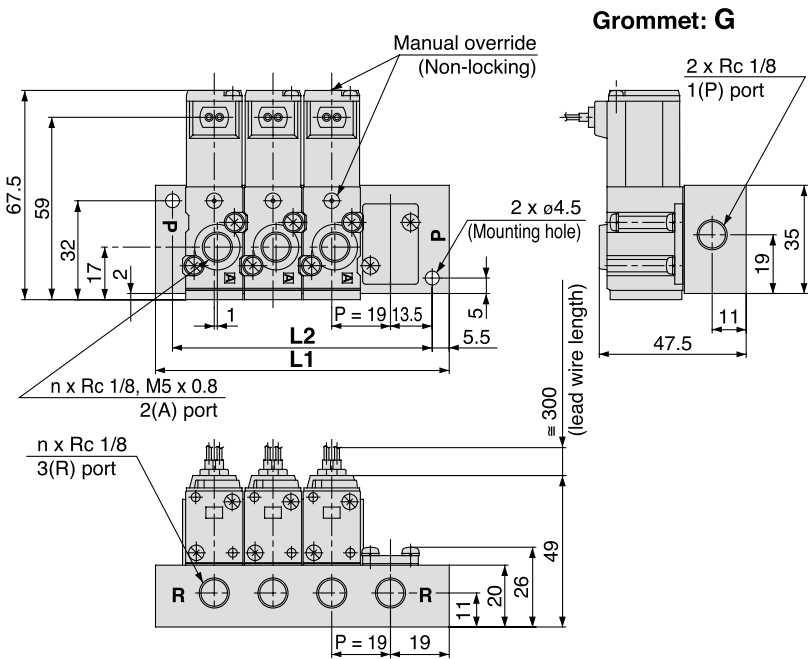 Grommet: G
Manual override
(Non-locking)
2 x Rc 1/8
1(P) port
67.5
59
32
17
2
P
A
A
A
P
2 x ø4.5
(Mounting hole)
35
19
11
47.5
1
P = 19
13.5
5
5.5
L2
L1
n x Rc 1/8, M5 x 0.8
2(A) port
≅ 300
(lead wire length)
n x Rc 1/8
3(R) port
R
R
49
26
20
11
P = 19
19